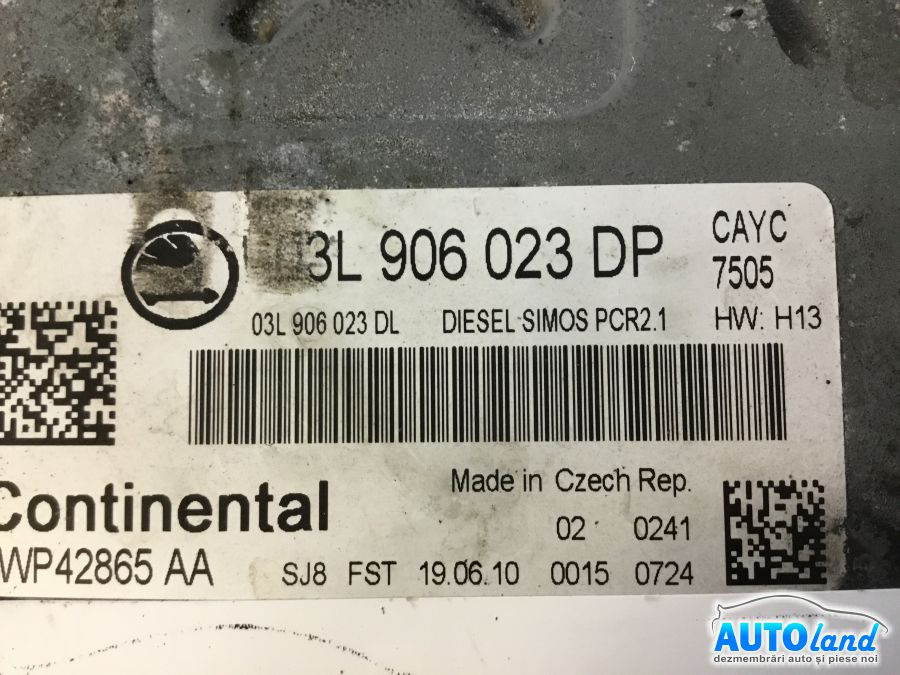 3L 906 023 DP
CAYC
7505
03L 906 023 DL DIESEL SIMOS PCR2.1 HW: H13
Made in Czech Rep.
Continental
02 0241
WP42865 AA
SJ8 FST 19.06.10 0015 0724
AUTOland
dezmembrări auto și piese noi